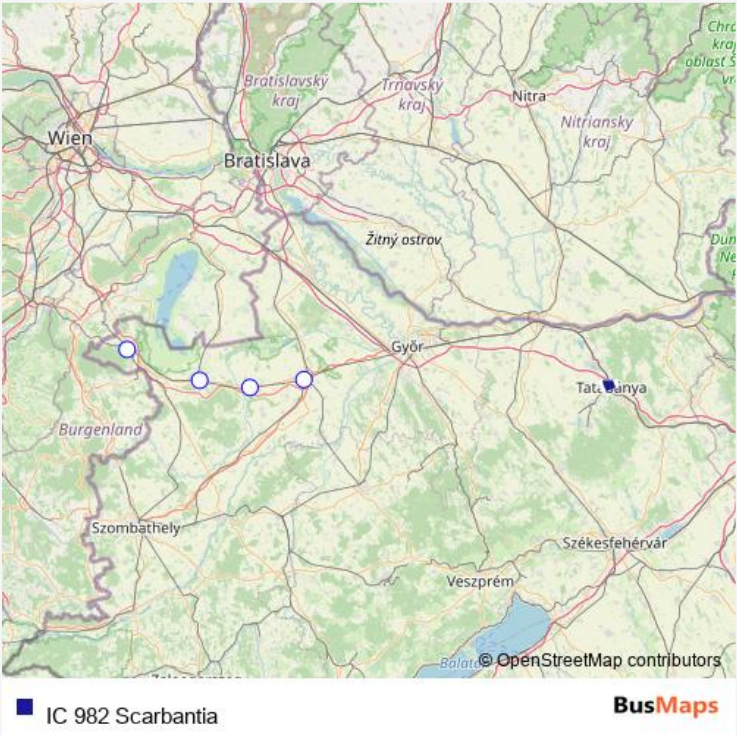 Chro
kraj
oblast Š
vr
Bratislavský
kraj
Trnavský
kraj
Nitra
Nitriansky
kraj
Wien
Bratislava
Žitný ostrov
Dun
Ne
Győr
Tatabánya
Burgenland
Szombathely
Székesfehérvár
Veszprém
Balato
© OpenStreetMap contributors
IC 982 Scarbantia
BusMaps